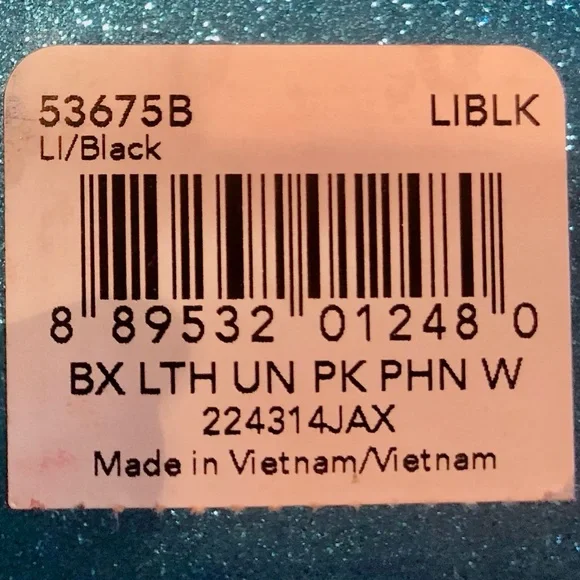 53675B LIBLK
LI/Black
8 89532 01248 0
BX LTH UN PK PHN W
224314JAX
Made in Vietnam/Vietnam